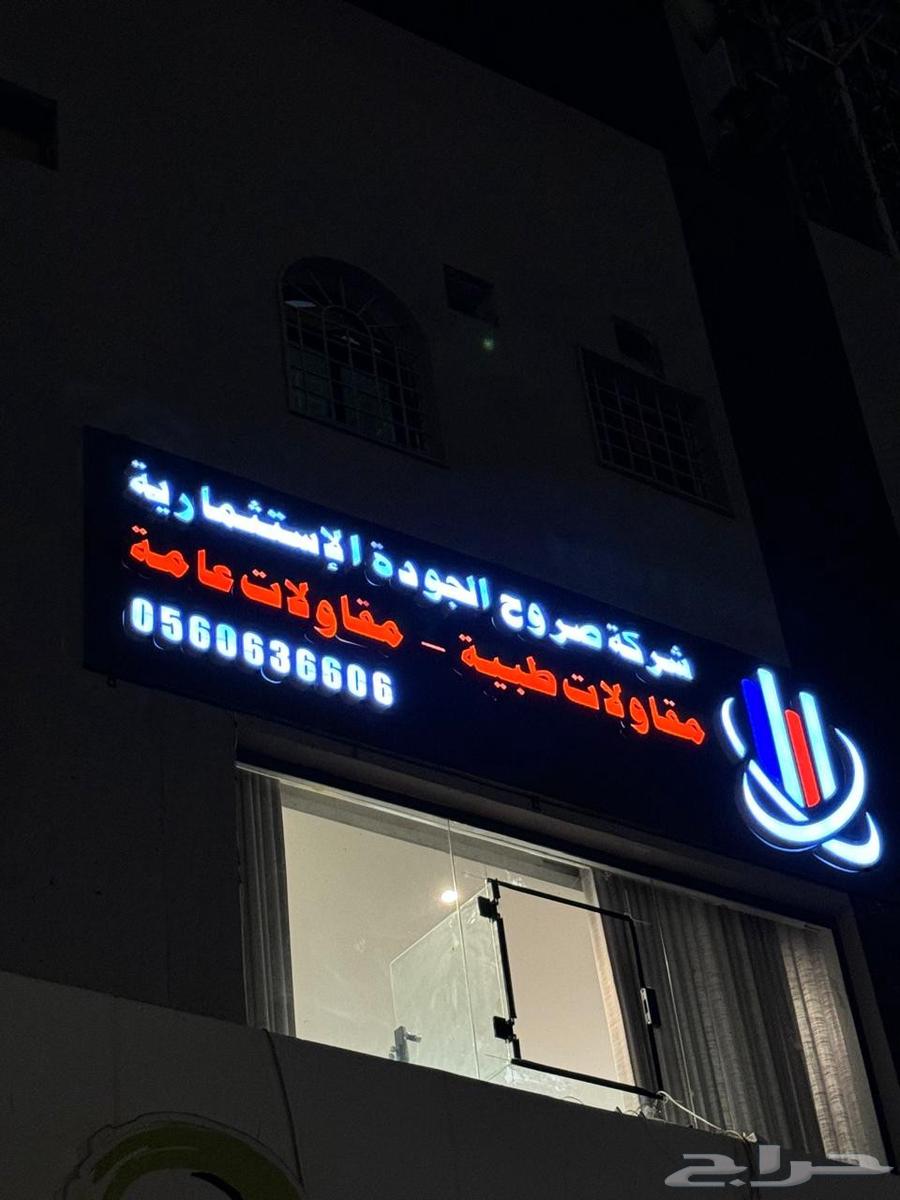 شركة صروح الجودة الإستثمارية
مقاولات طبية - مقاولات عامة
0560636606
حراج